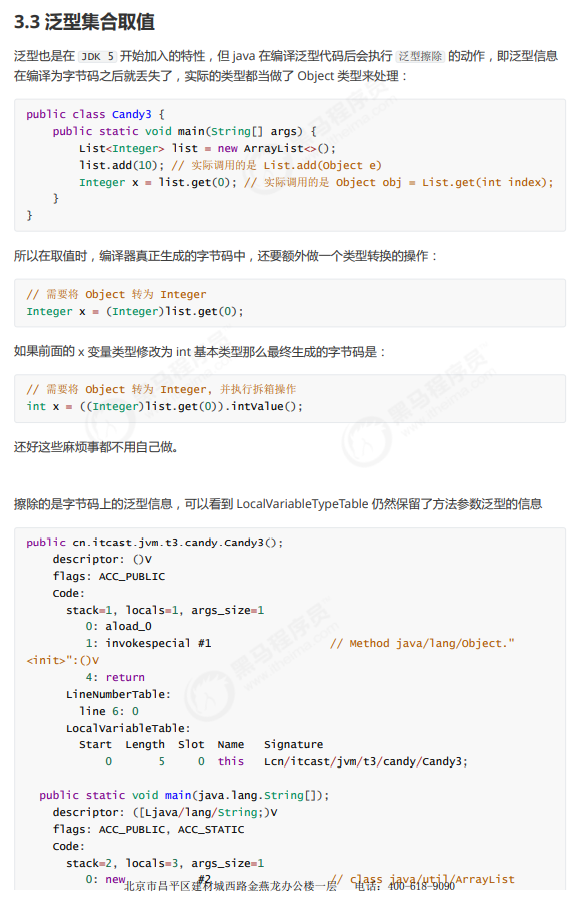 3.3 泛型集合取值
泛型也是在 JDK 5 开始加入的特性，但 java 在编译泛型代码后会执行 泛型擦除 的动作，即泛型信息
在编译为字节码之后就丢失了，实际的类型都当做了 Object 类型来处理：
public class Candy3 {
    public static void main(String[] args) {
        List<Integer> list = new ArrayList<>();
        list.add(10); // 实际调用的是 List.add(Object e)
        Integer x = list.get(0); // 实际调用的是 Object obj = List.get(int index);
    }
}
所以在取值时，编译器真正生成的字节码中，还要额外做一个类型转换的操作：
// 需要将 Object 转为 Integer
Integer x = (Integer)list.get(0);
如果前面的 x 变量类型修改为 int 基本类型那么最终生成的字节码是：
// 需要将 Object 转为 Integer, 并执行拆箱操作
int x = ((Integer)list.get(0)).intValue();
还好这些麻烦事都不用自己做。
擦除的是字节码上的泛型信息，可以看到 LocalVariableTypeTable 仍然保留了方法参数泛型的信息
public cn.itcast.jvm.t3.candy.Candy3();
    descriptor: ()V
    flags: ACC_PUBLIC
    Code:
      stack=1, locals=1, args_size=1
         0: aload_0
         1: invokespecial #1                  // Method java/lang/Object."
<init>":()V
         4: return
      LineNumberTable:
        line 6: 0
      LocalVariableTable:
        Start  Length  Slot  Name   Signature
            0       5     0  this   Lcn/itcast/jvm/t3/candy/Candy3;
  public static void main(java.lang.String[]);
    descriptor: ([Ljava/lang/String;)V
    flags: ACC_PUBLIC, ACC_STATIC
    Code:
      stack=2, locals=3, args_size=1
         0: new           #2                  // class java/util/ArrayList
北京市昌平区建材城西路金燕龙办公楼一层    电话：400-618-9090